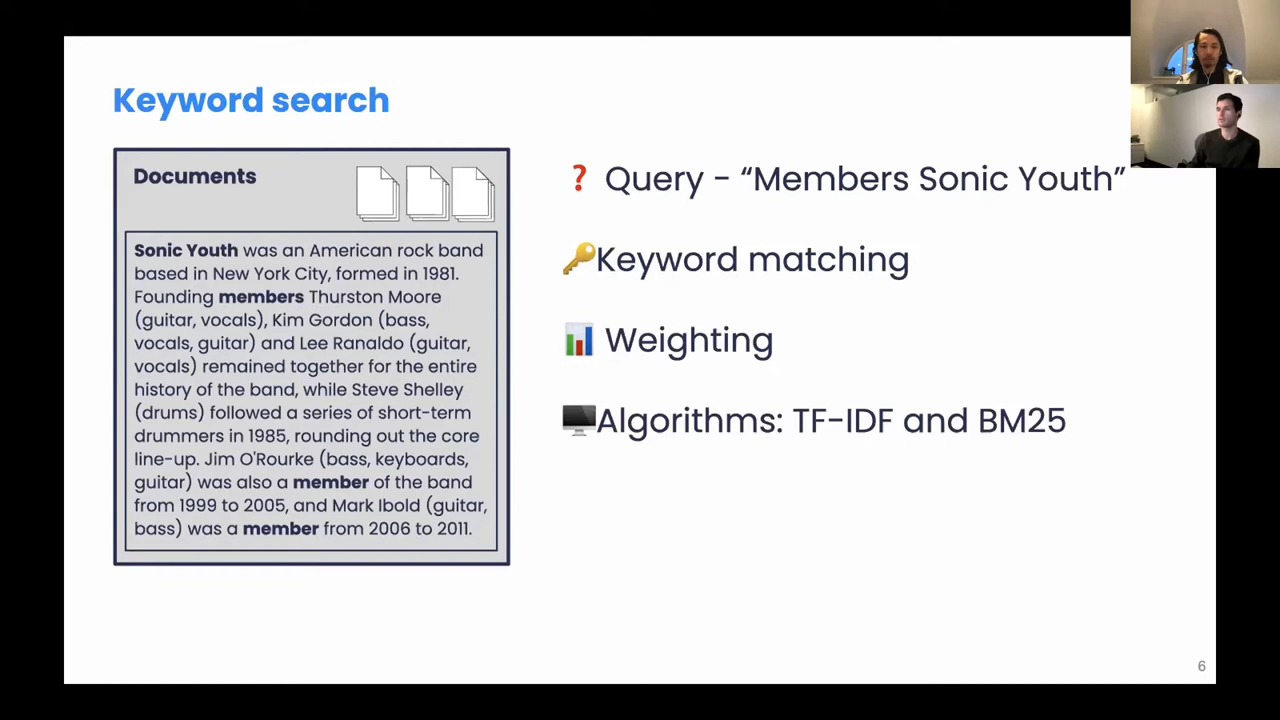 Keyword search
Documents
Sonic Youth was an American rock band
based in New York City, formed in 1981.
Founding members Thurston Moore
(guitar, vocals), Kim Gordon (bass,
vocals, guitar) and Lee Ranaldo (guitar,
vocals) remained together for the entire
history of the band, while Steve Shelley
(drums) followed a series of short-term
drummers in 1985, rounding out the core
line-up. Jim O'Rourke (bass, keyboards,
guitar) was also a member of the band
from 1999 to 2005, and Mark Ibold (guitar,
bass) was a member from 2006 to 2011.
❓ Query - “Members Sonic Youth”
🔑Keyword matching
📊 Weighting
🖥️Algorithms: TF-IDF and BM25
6